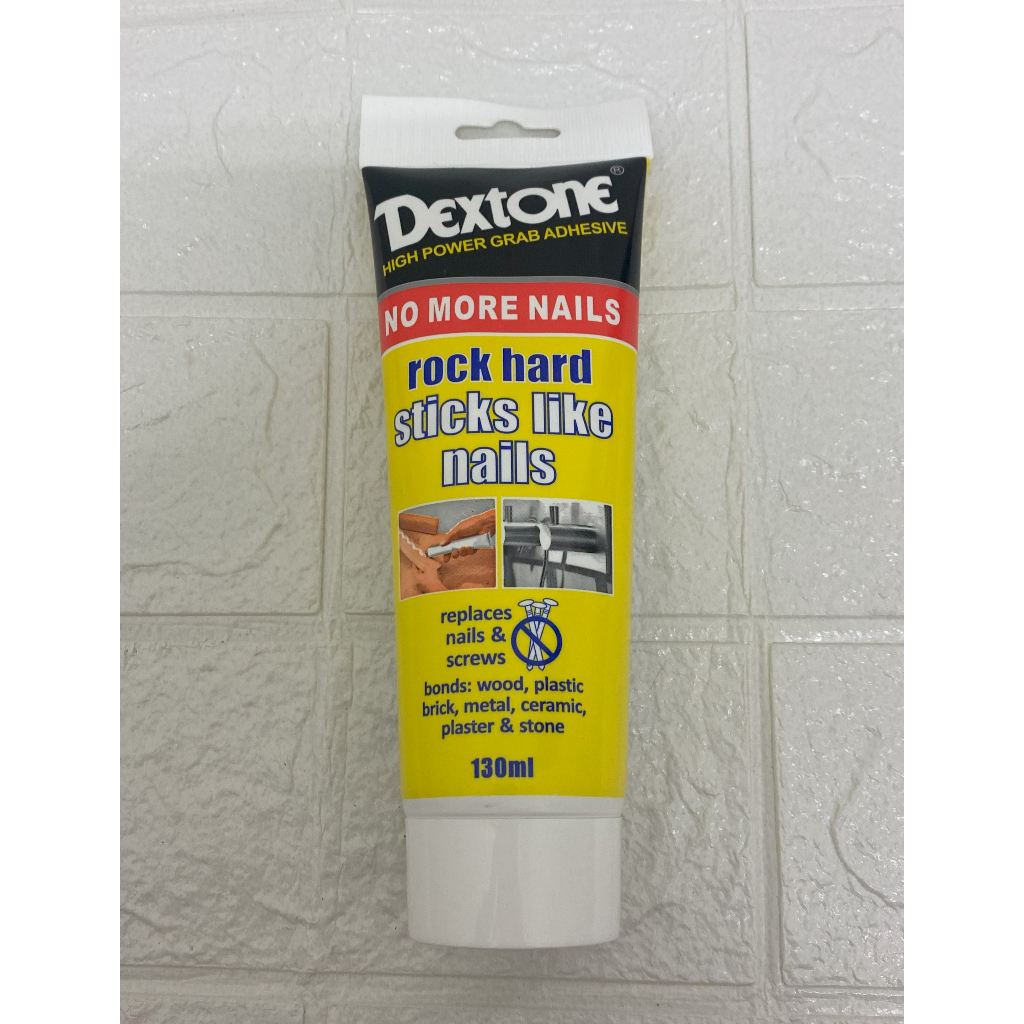 Dextone®
HIGH POWER GRAB ADHESIVE
NO MORE NAILS
rock hard
sticks like
nails
replaces
nails &
screws
bonds: wood, plastic
brick, metal, ceramic,
plaster & stone
130ml